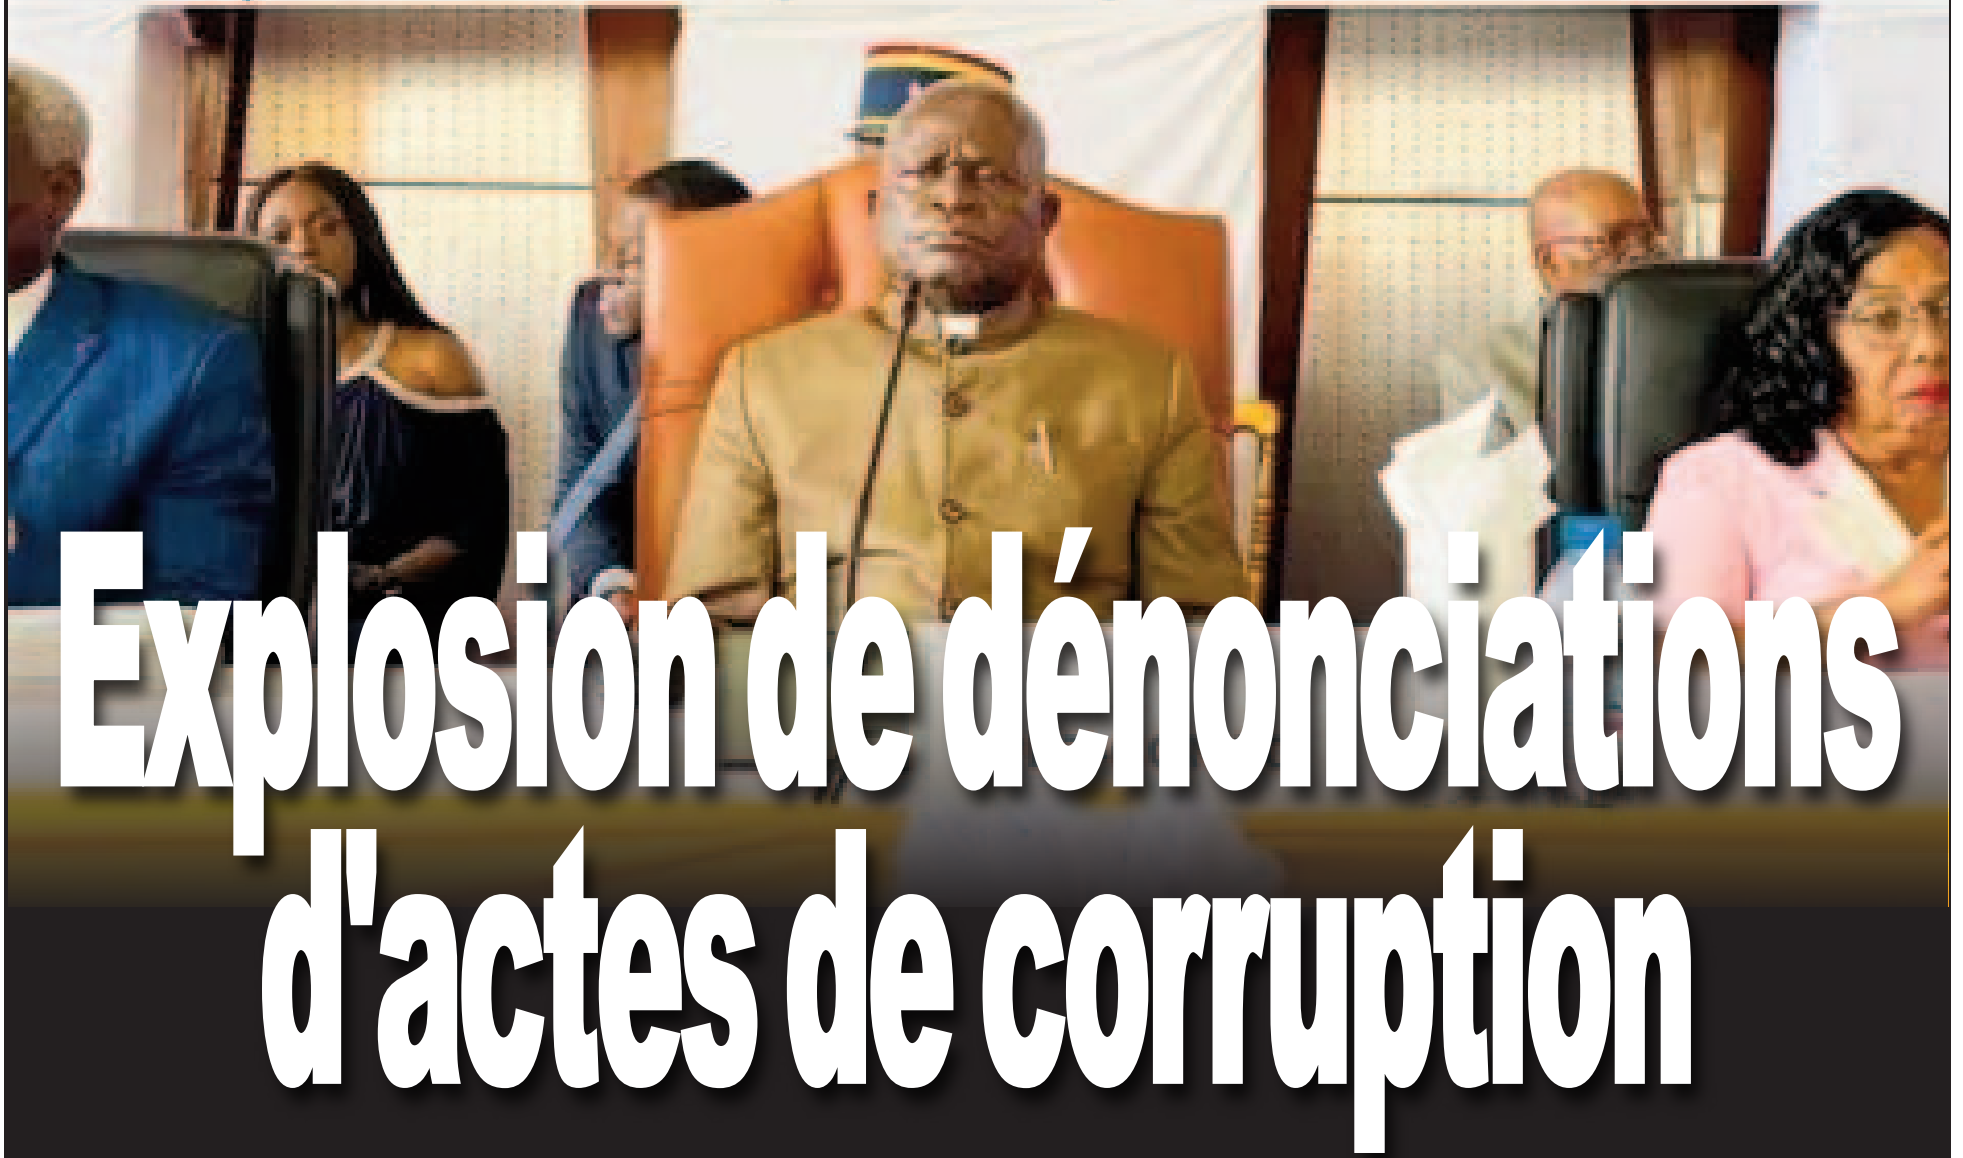 Explosion de dénonciations
d'actes de corruption